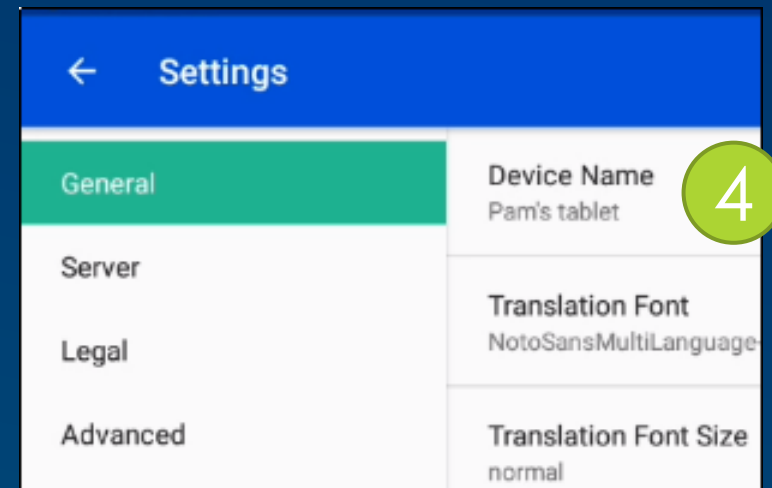 ← Settings
General
Server
Legal
Advanced
Device Name
Pam's tablet
4
Translation Font
NotoSansMultiLanguage-
Translation Font Size
normal